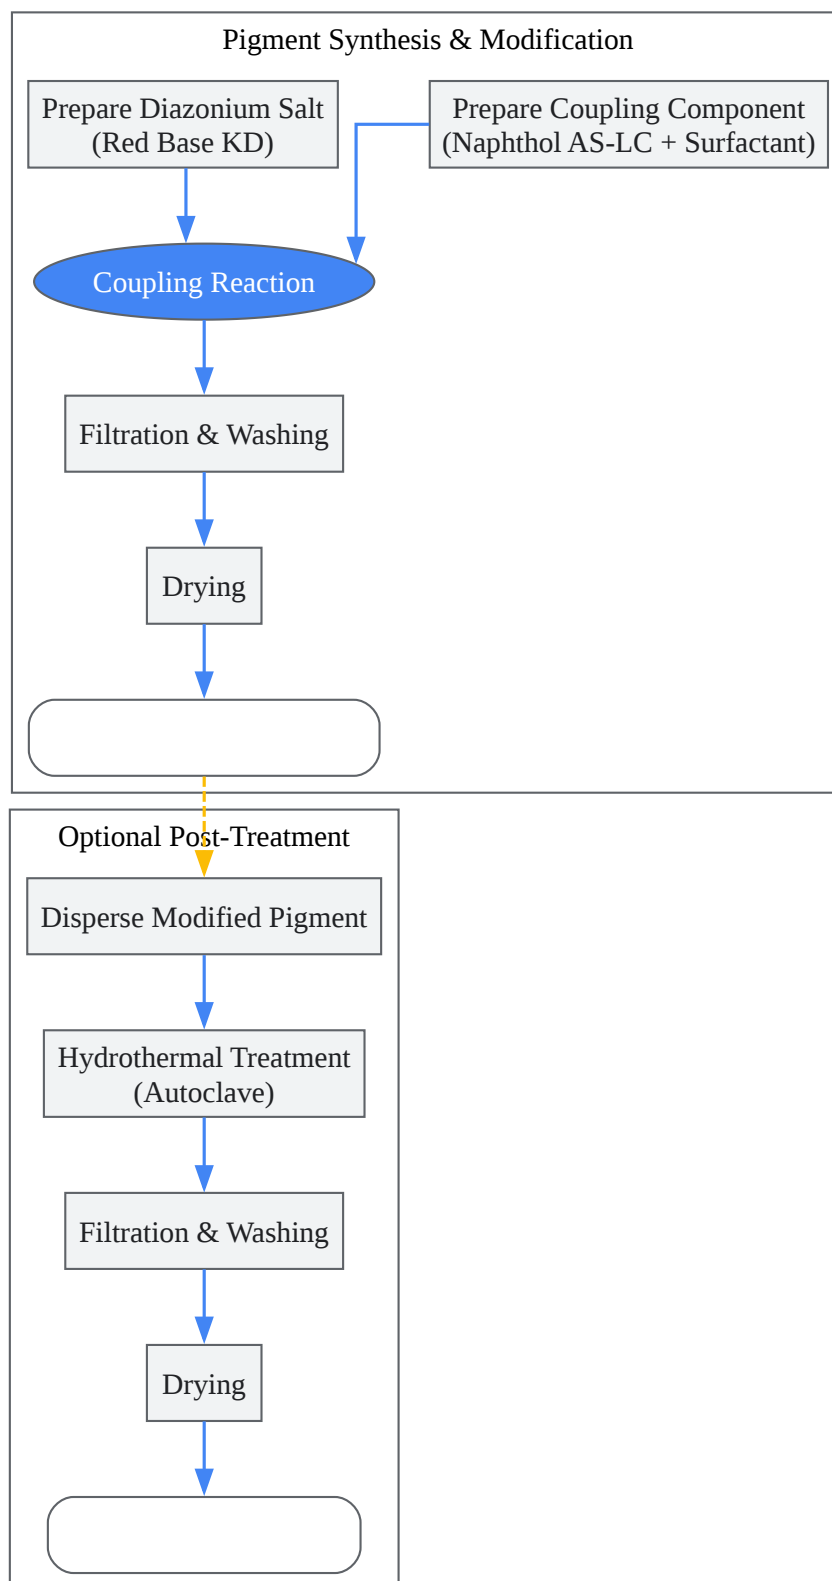 Pigment Synthesis & Modification
Prepare Diazonium Salt
(Red Base KD)
Prepare Coupling Component
(Naphthol AS-LC + Surfactant)
Coupling Reaction
Filtration & Washing
Drying
Optional Post-Treatment
Disperse Modified Pigment
Hydrothermal Treatment
(Autoclave)
Filtration & Washing
Drying